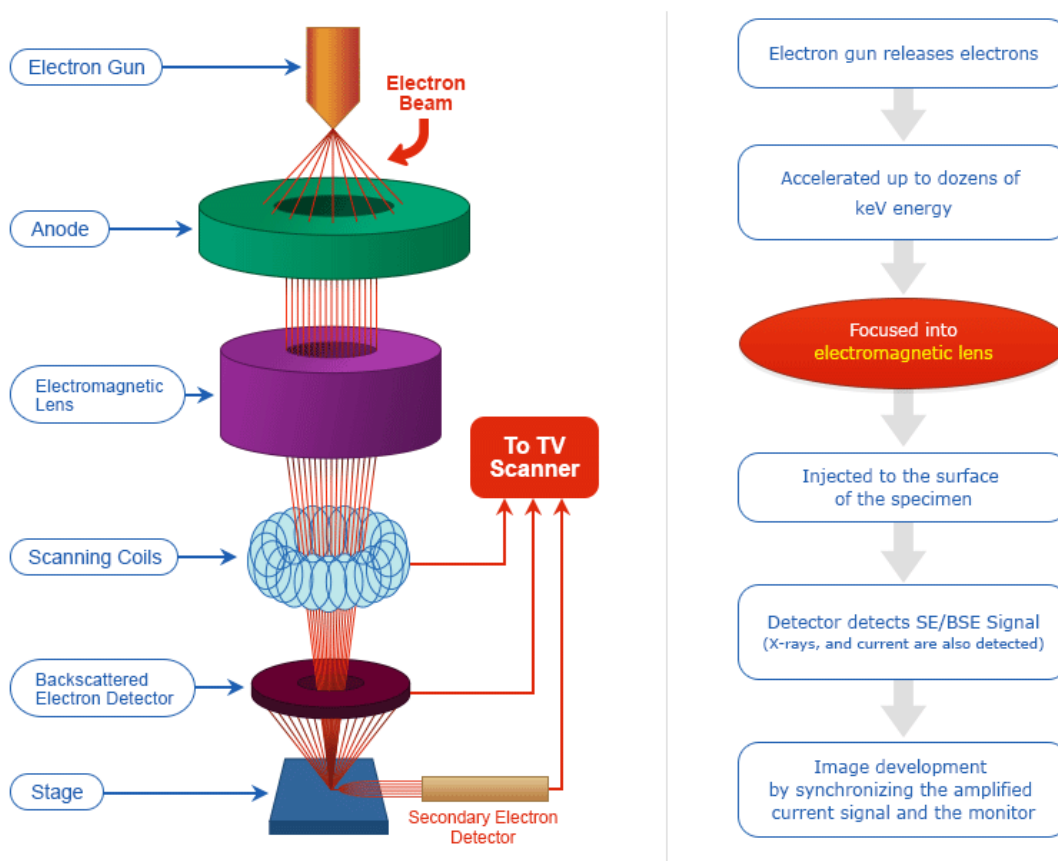 Electron Gun
Electron
Beam
Anode
Electromagnetic
Lens
To TV
Scanner
Scanning Coils
Backscattered
Electron Detector
Stage
Secondary Electron
Detector
Electron gun releases electrons
Accelerated up to dozens of
keV energy
Focused into
electromagnetic lens
Injected to the surface
of the specimen
Detector detects SE/BSE Signal
(X-rays, and current are also detected)
Image development
by synchronizing the amplified
current signal and the monitor